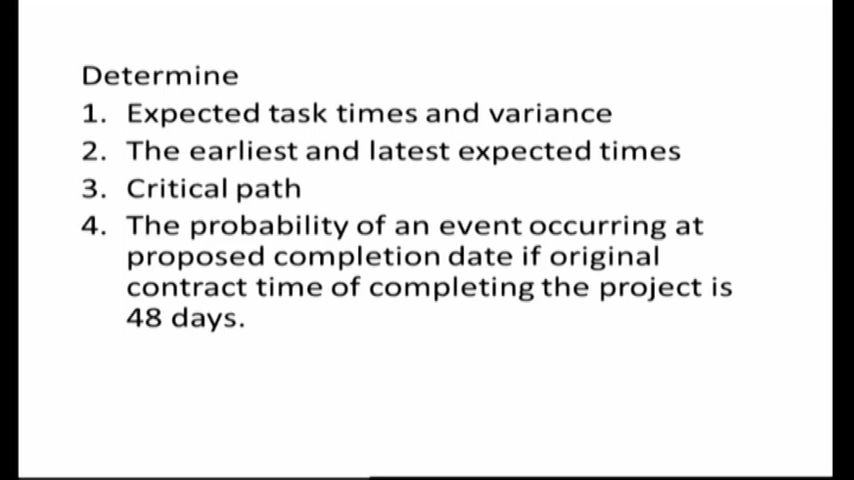 Determine
1. Expected task times and variance
2. The earliest and latest expected times
3. Critical path
4. The probability of an event occurring at
proposed completion date if original
contract time of completing the project is
48 days.